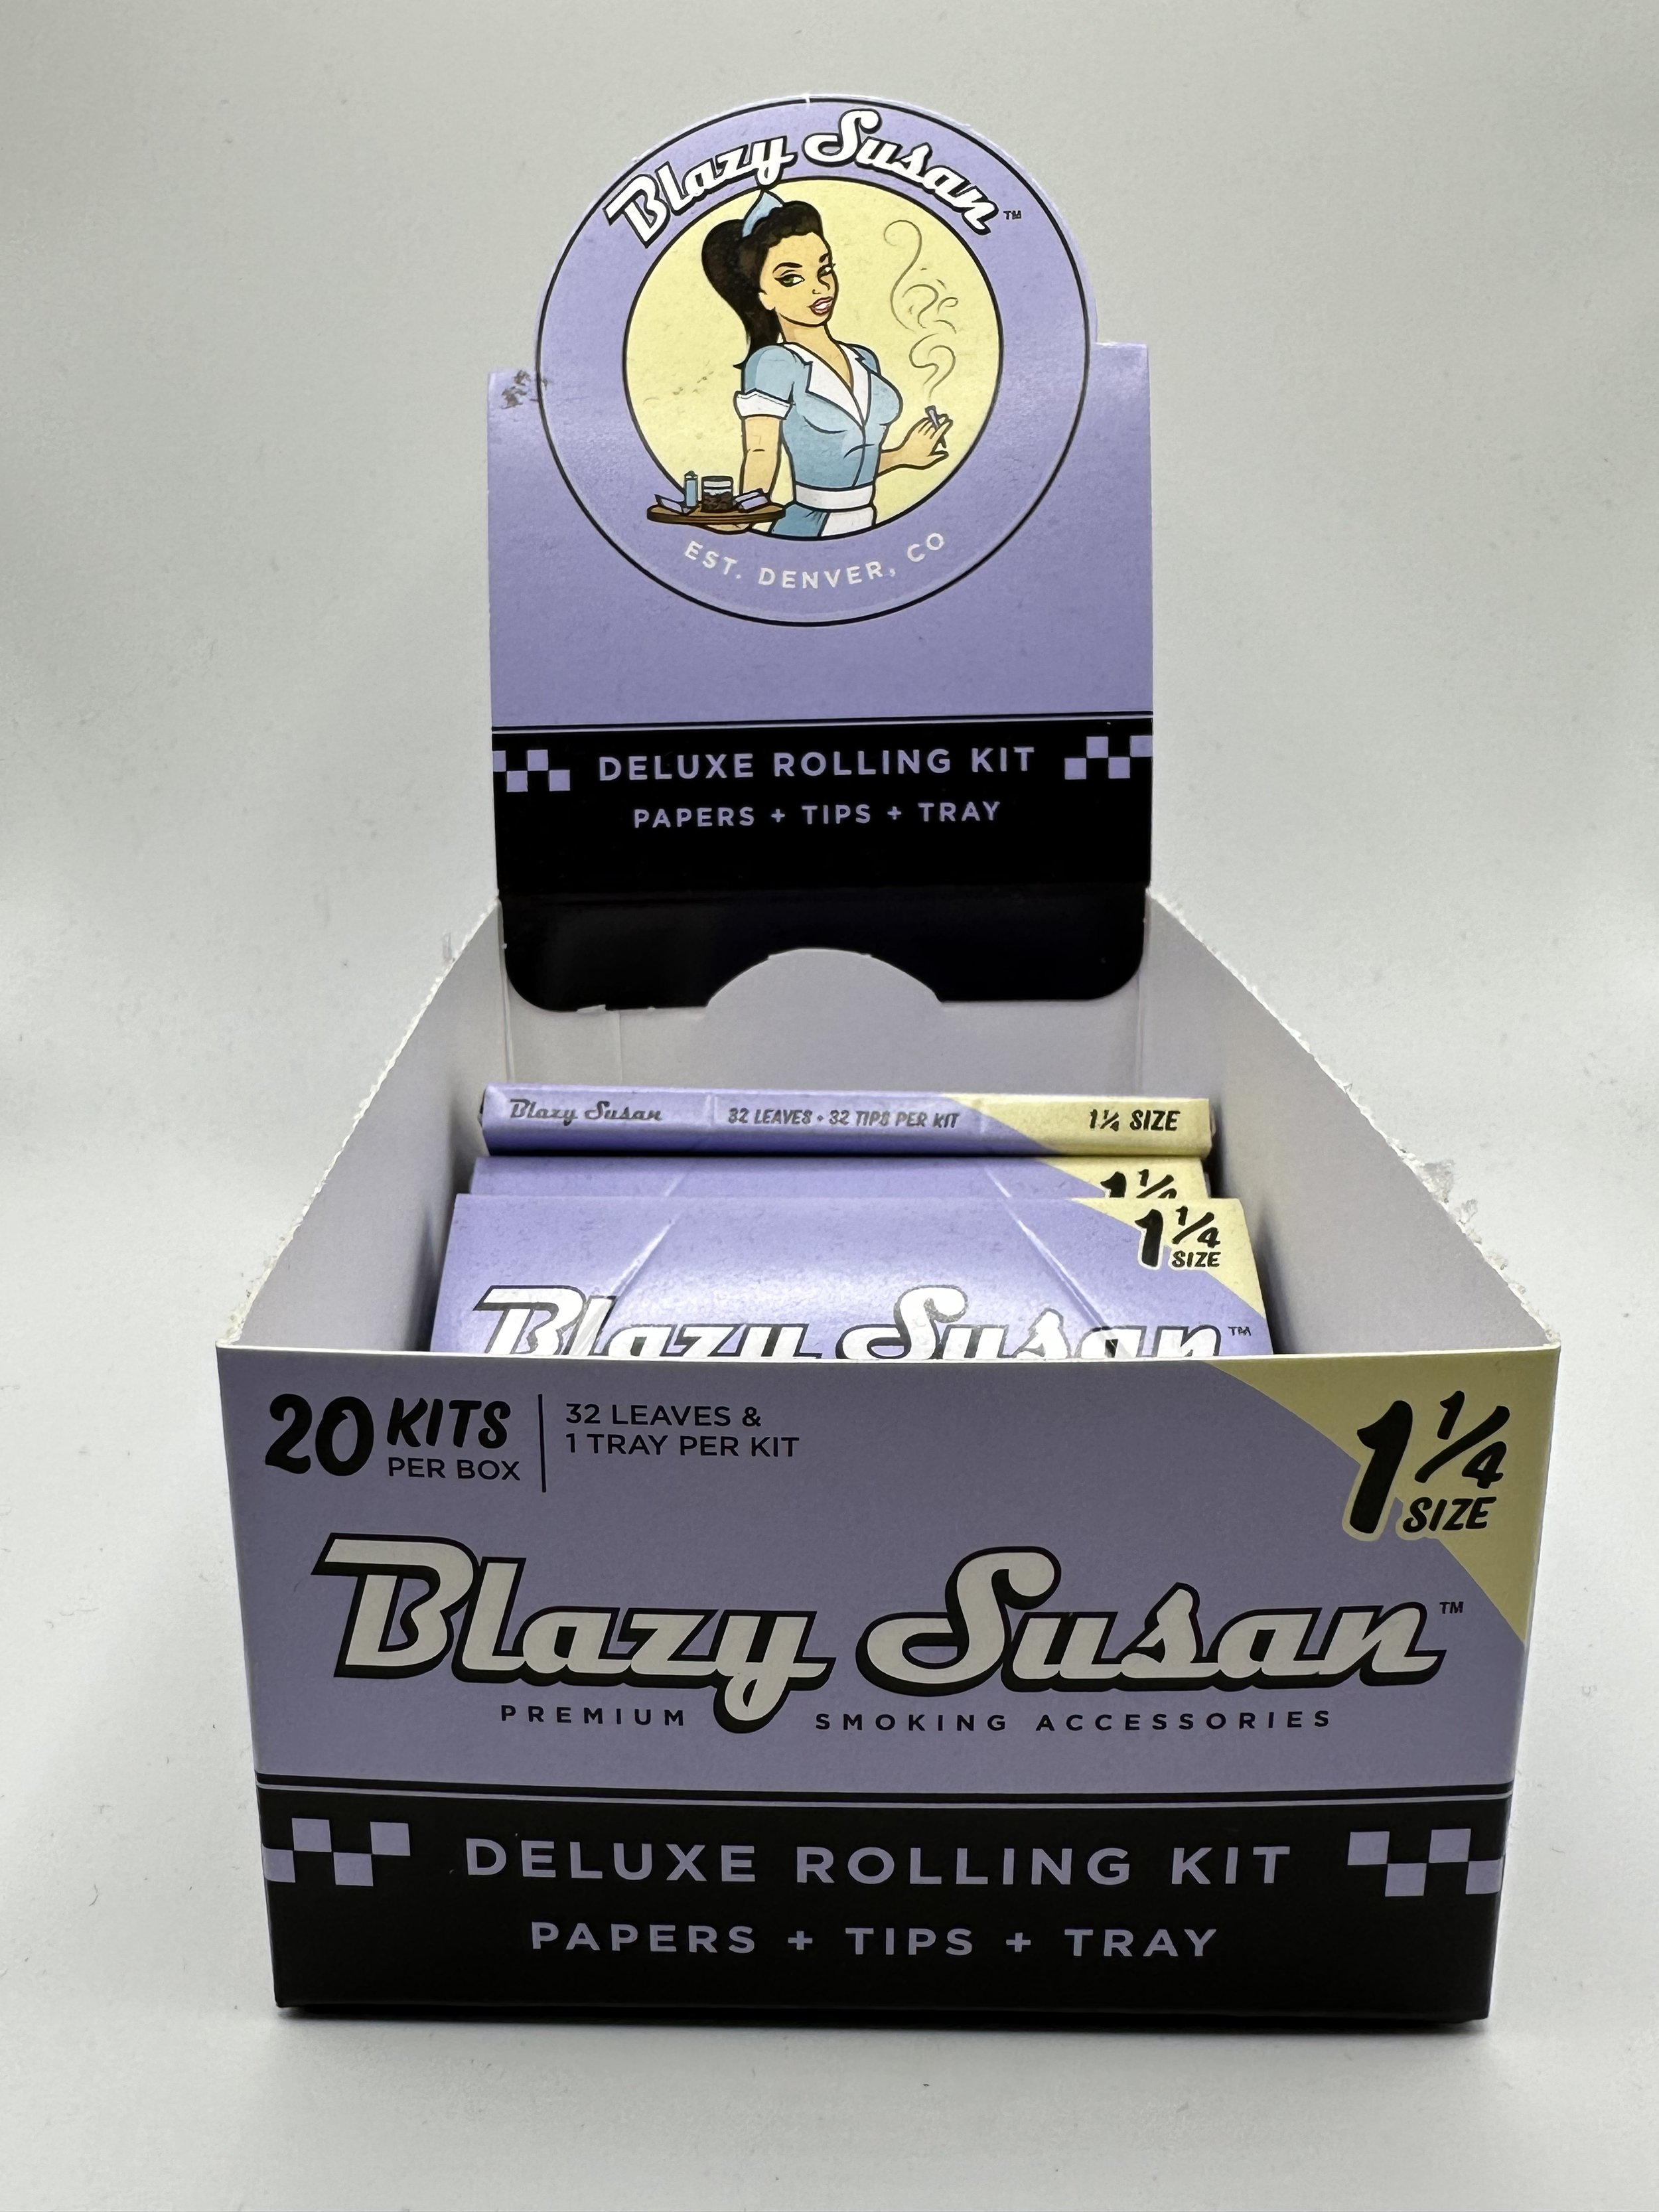 Blazy Susan™
EST. DENVER, CO
DELUXE ROLLING KIT
PAPERS + TIPS + TRAY
Blazy Susan
32 LEAVES • 32 TIPS PER KIT
1¼ SIZE
1¼
1¼
SIZE
Blazy Susan™
20 KITS
PER BOX
32 LEAVES &
1 TRAY PER KIT
1¼
SIZE
Blazy Susan™
PREMIUM SMOKING ACCESSORIES
DELUXE ROLLING KIT
PAPERS + TIPS + TRAY